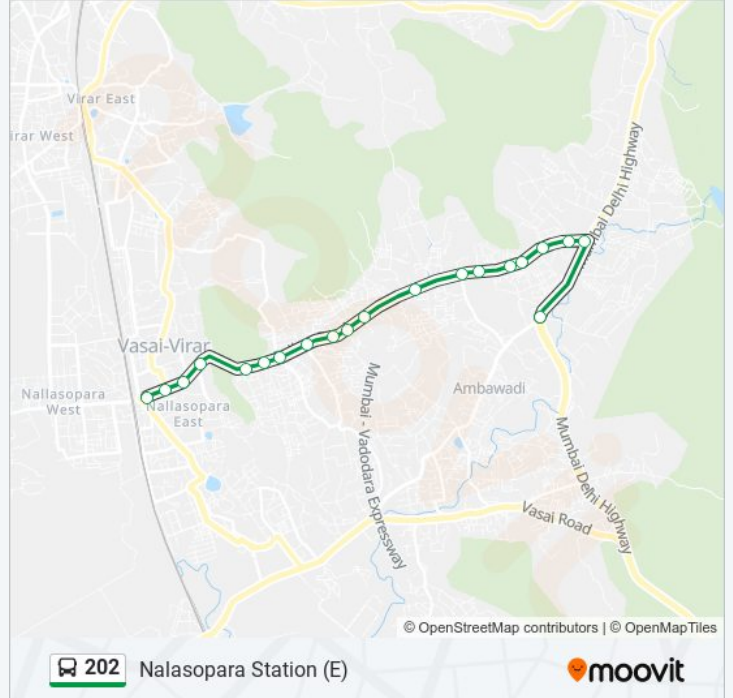 Virar East
irar West
Mumbai Delhi Highway
Vasai-Virar
Nallasopara
West
Nallasopara
East
Ambawadi
Mumbai - Vadodara Expressway
Mumbai Delhi Highway
Vasai Road
© OpenStreetMap contributors | © OpenMapTiles
202 Nalasopara Station (E)
moovit